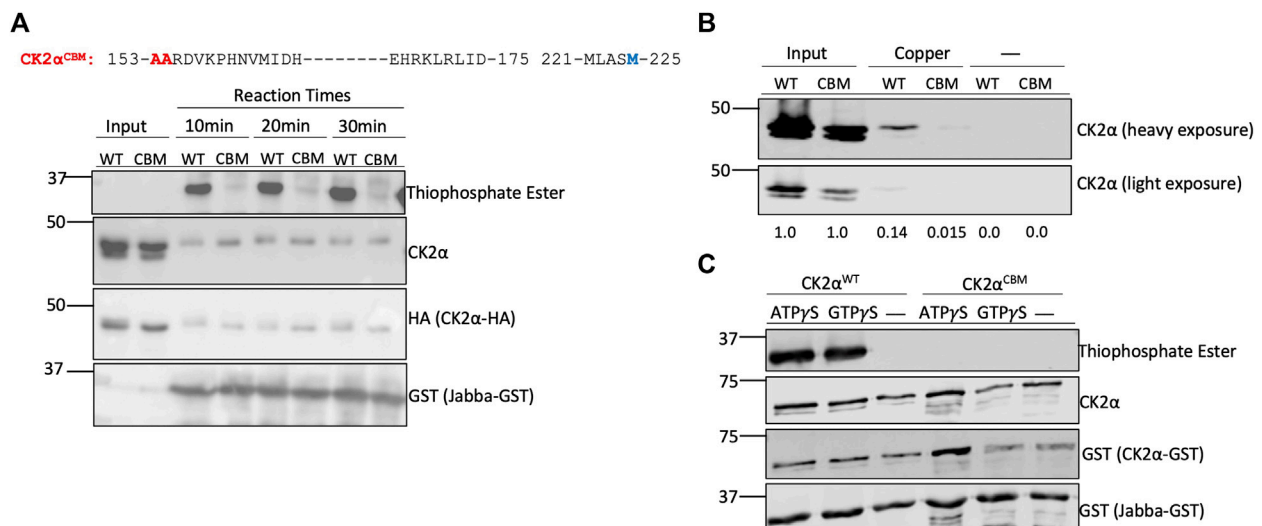 A
CK2αCBM: 153-AARDVKPHNVMIDH--------EHRKLRLID-175 221-MLASM-225
Reaction Times
Input 10min 20min 30min
WT CBM WT CBM WT CBM WT CBM
37
Thiophosphate Ester
50
CK2α
50
HA (CK2α-HA)
37
GST (Jabba-GST)
B
Input Copper —
WT CBM WT CBM WT CBM
50
CK2α (heavy exposure)
50
CK2α (light exposure)
1.0 1.0 0.14 0.015 0.0 0.0
C
CK2αWT CK2αCBM
ATPγS GTPγS — ATPγS GTPγS —
37
Thiophosphate Ester
75
CK2α
75
GST (CK2α-GST)
37
GST (Jabba-GST)